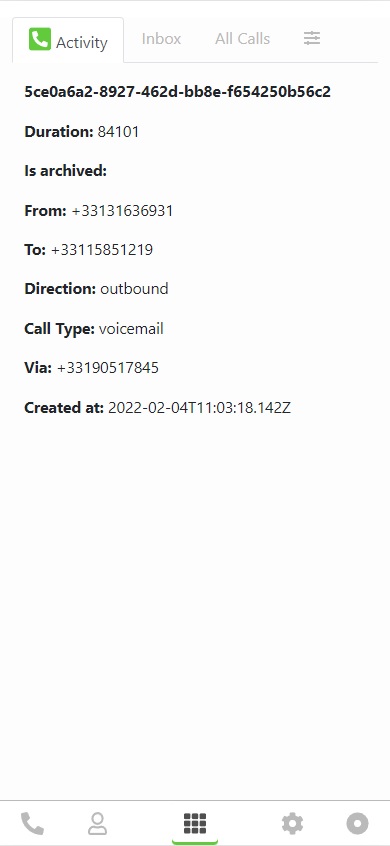 Activity
Inbox
All Calls
5ce0a6a2-8927-462d-bb8e-f654250b56c2
Duration: 84101
Is archived:
From: +33131636931
To: +33115851219
Direction: outbound
Call Type: voicemail
Via: +33190517845
Created at: 2022-02-04T11:03:18.142Z